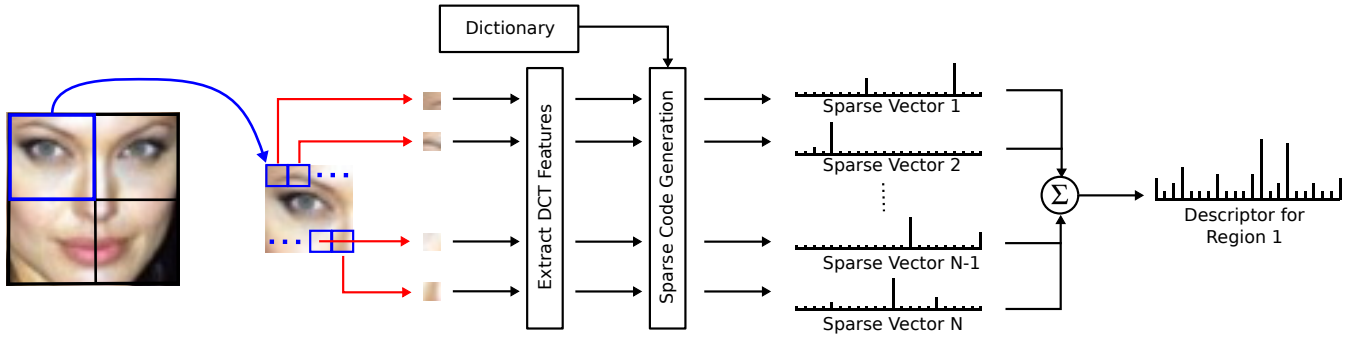 Dictionary
Extract DCT Features
Sparse Code Generation
Sparse Vector 1
Sparse Vector 2
Sparse Vector N-1
Sparse Vector N
Σ
Descriptor for
Region 1